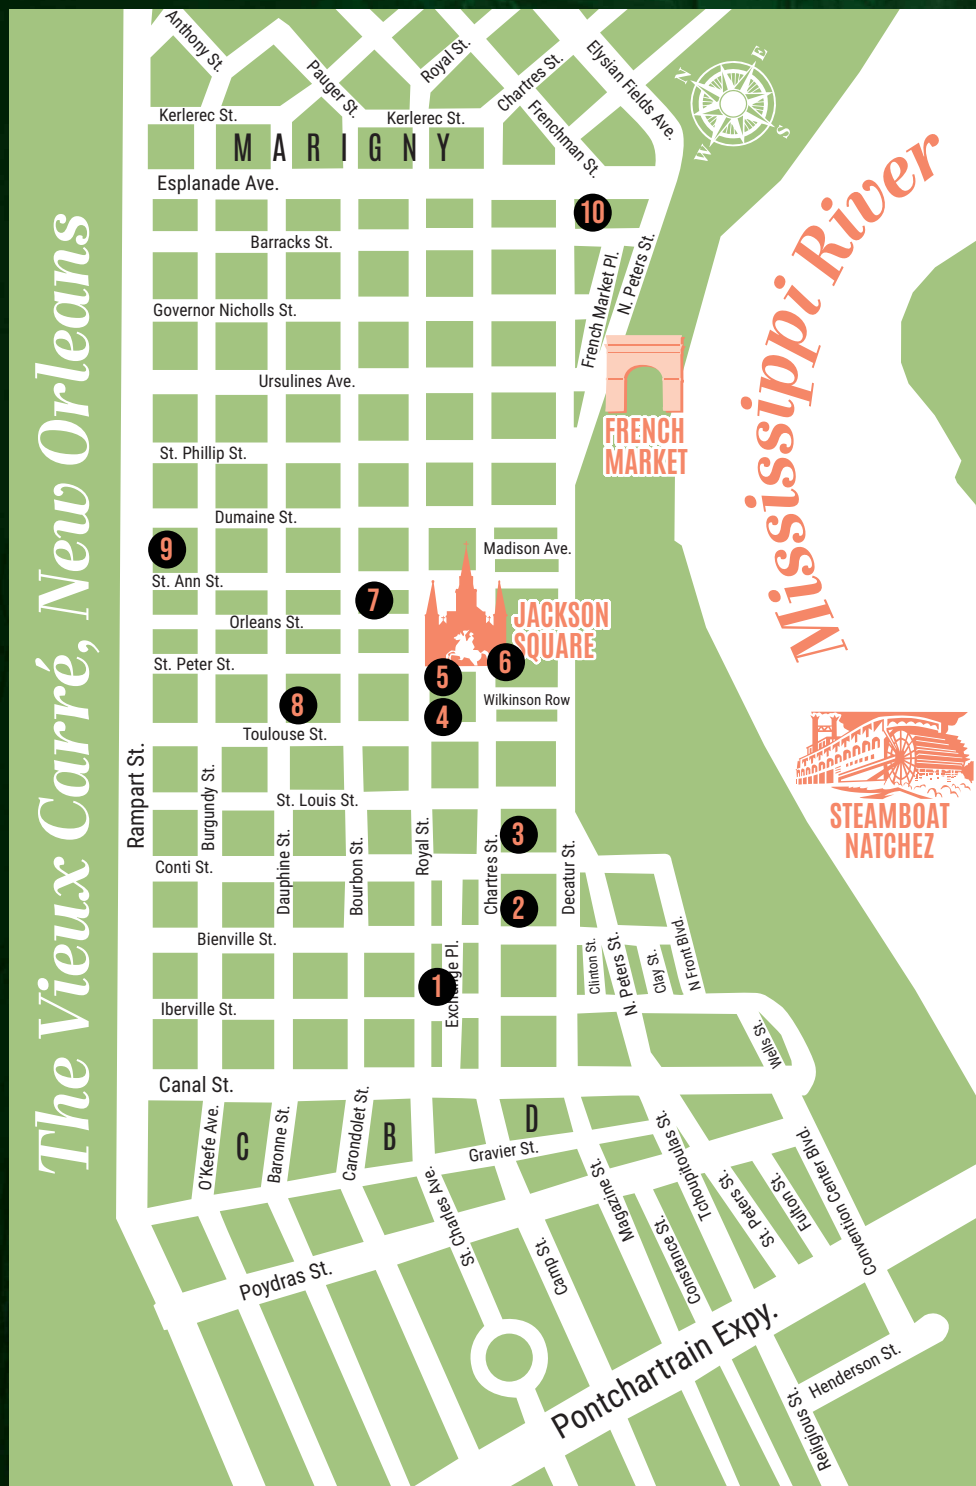 The Vieux Carré, New Orleans
Anthony St.
Pauger St.
Royal St.
Chartres St.
Elysian Fields Ave.
Frenchman St.
N
E
S
W
Kerlerec St.
Kerlerec St.
MARIGNY
Esplanade Ave.
10
Barracks St.
French Market Pl.
N. Peters St.
Mississippi River
Governor Nicholls St.
Ursulines Ave.
FRENCH
MARKET
St. Phillip St.
Dumaine St.
9
Madison Ave.
St. Ann St.
7
Orleans St.
JACKSON
SQUARE
St. Peter St.
6
5
8
4
Wilkinson Row
Toulouse St.
STEAMBOAT
NATCHEZ
Rampart St.
Burgundy St.
St. Louis St.
Dauphine St.
Bourbon St.
Royal St.
Chartres St.
3
Decatur St.
Conti St.
2
Bienville St.
Exchange Pl.
1
Clinton St.
N. Peters St.
Clay St.
N Front Blvd.
Iberville St.
Wells St.
Canal St.
O'Keefe Ave.
C
Baronne St.
Carondolet St.
B
D
Gravier St.
St. Charles Ave.
Camp St.
Magazine St.
Constance St.
Tchoupitoulas St.
St. Peters St.
Fulton St.
Convention Center Blvd.
Poydras St.
Pontchartrain Expy.
Henderson St.
Religious St.